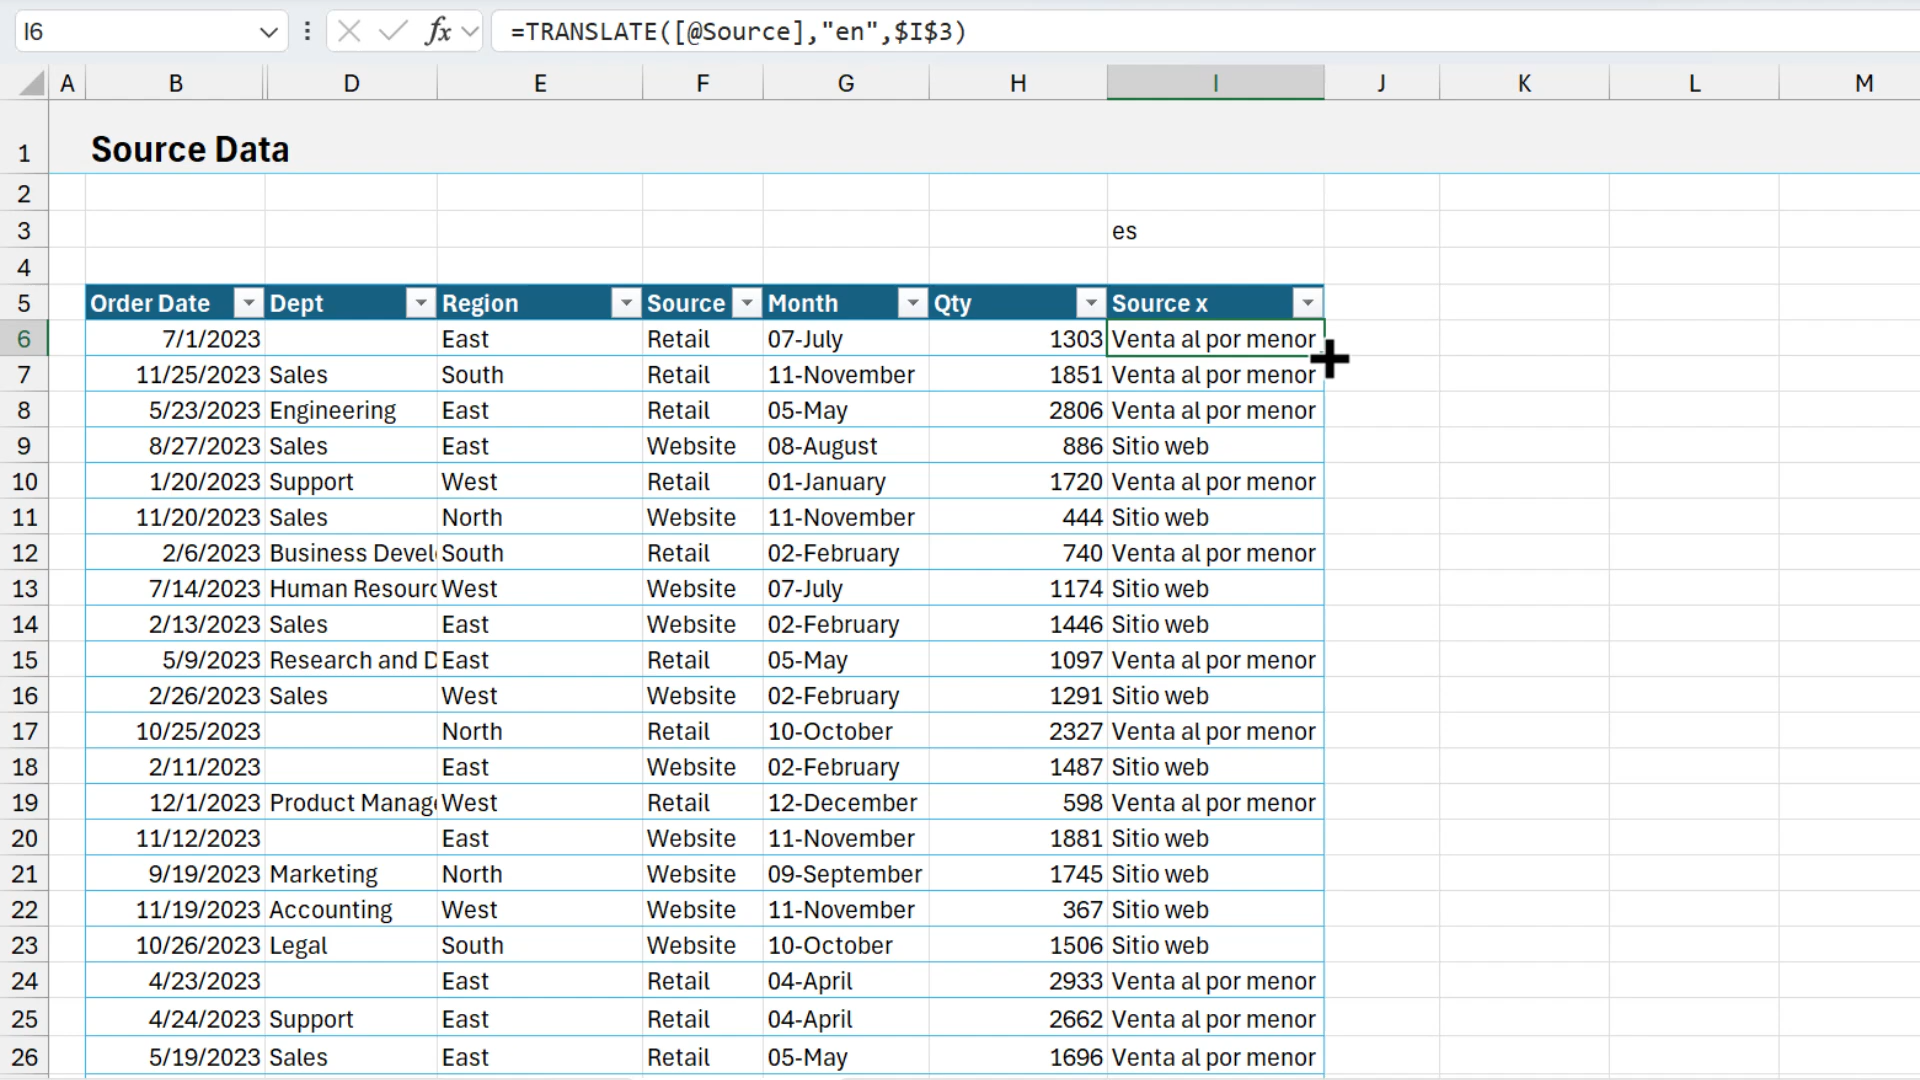 I6 fx =TRANSLATE([@Source],"en",$I$3)
A B D E F G H I J K L M
1 Source Data
2
3 es
4
5 Order Date Dept Region Source Month Qty Source x
6 7/1/2023 East Retail 07-July 1303 Venta al por menor
7 11/25/2023 Sales South Retail 11-November 1851 Venta al por menor
8 5/23/2023 Engineering East Retail 05-May 2806 Venta al por menor
9 8/27/2023 Sales East Website 08-August 886 Sitio web
10 1/20/2023 Support West Retail 01-January 1720 Venta al por menor
11 11/20/2023 Sales North Website 11-November 444 Sitio web
12 2/6/2023 Business Devel South Retail 02-February 740 Venta al por menor
13 7/14/2023 Human Resourc West Website 07-July 1174 Sitio web
14 2/13/2023 Sales East Website 02-February 1446 Sitio web
15 5/9/2023 Research and D East Retail 05-May 1097 Venta al por menor
16 2/26/2023 Sales West Website 02-February 1291 Sitio web
17 10/25/2023 North Retail 10-October 2327 Venta al por menor
18 2/11/2023 East Website 02-February 1487 Sitio web
19 12/1/2023 Product Manag West Retail 12-December 598 Venta al por menor
20 11/12/2023 East Website 11-November 1881 Sitio web
21 9/19/2023 Marketing North Website 09-September 1745 Sitio web
22 11/19/2023 Accounting West Website 11-November 367 Sitio web
23 10/26/2023 Legal South Website 10-October 1506 Sitio web
24 4/23/2023 East Retail 04-April 2933 Venta al por menor
25 4/24/2023 Support East Retail 04-April 2662 Venta al por menor
26 5/19/2023 Sales East Retail 05-May 1696 Venta al por menor